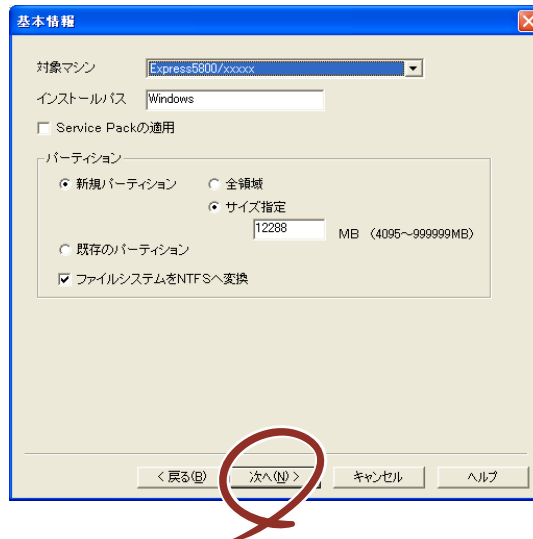 基本情報
対象マシン Express5800/xxxxx
インストールパス Windows
Service Packの適用
パーティション
新規パーティション 全領域
サイズ指定
12288 MB (4095～999999MB)
既存のパーティション
ファイルシステムをNTFSへ変換
< 戻る(B) 次へ(N) > キャンセル ヘルプ